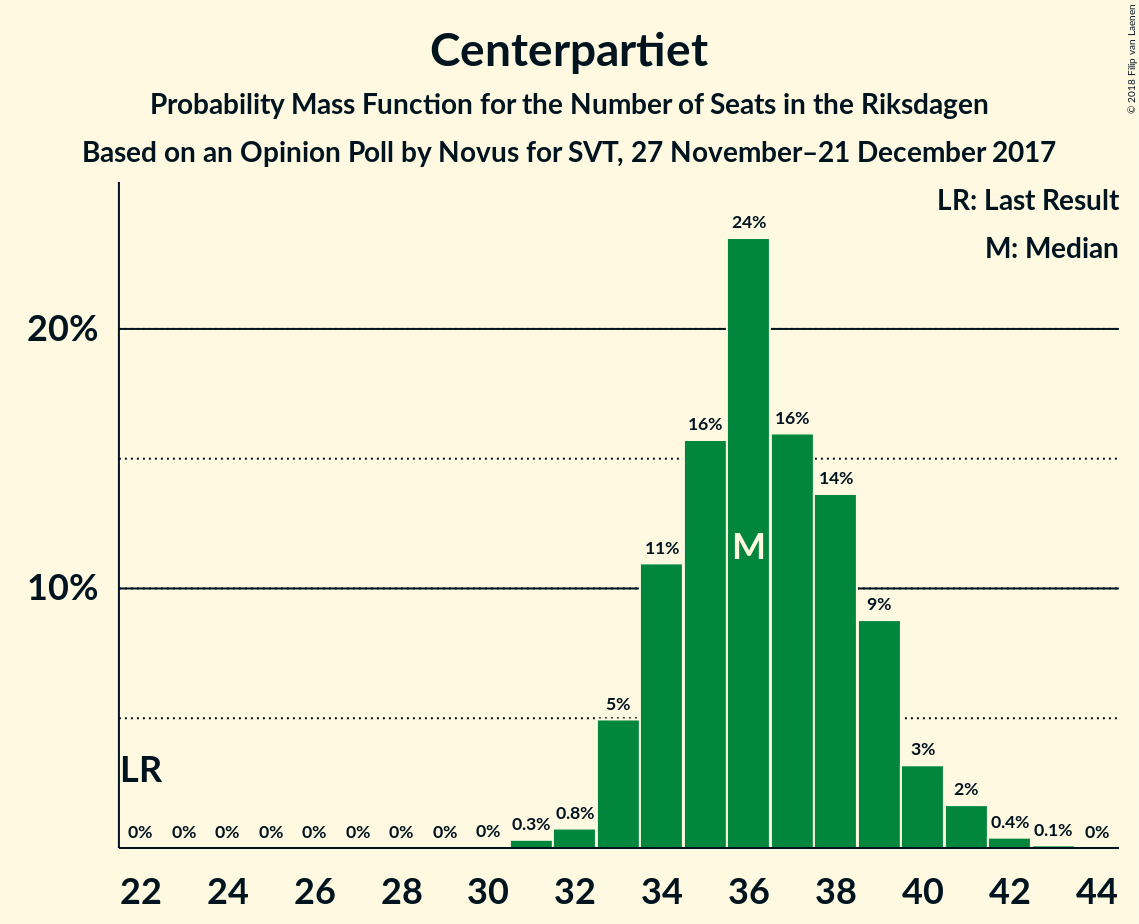 Centerpartiet
Probability Mass Function for the Number of Seats in the Riksdagen
Based on an Opinion Poll by Novus for SVT, 27 November–21 December 2017
© 2018 Filip van Laenen
LR: Last Result
M: Median
24%
20%
16% 16%
14%
11%
M
10%
9%
5%
LR
3%
2%
0% 0% 0% 0% 0% 0% 0% 0% 0% 0.3% 0.8% 0.4% 0.1% 0%
22 24 26 28 30 32 34 36 38 40 42 44